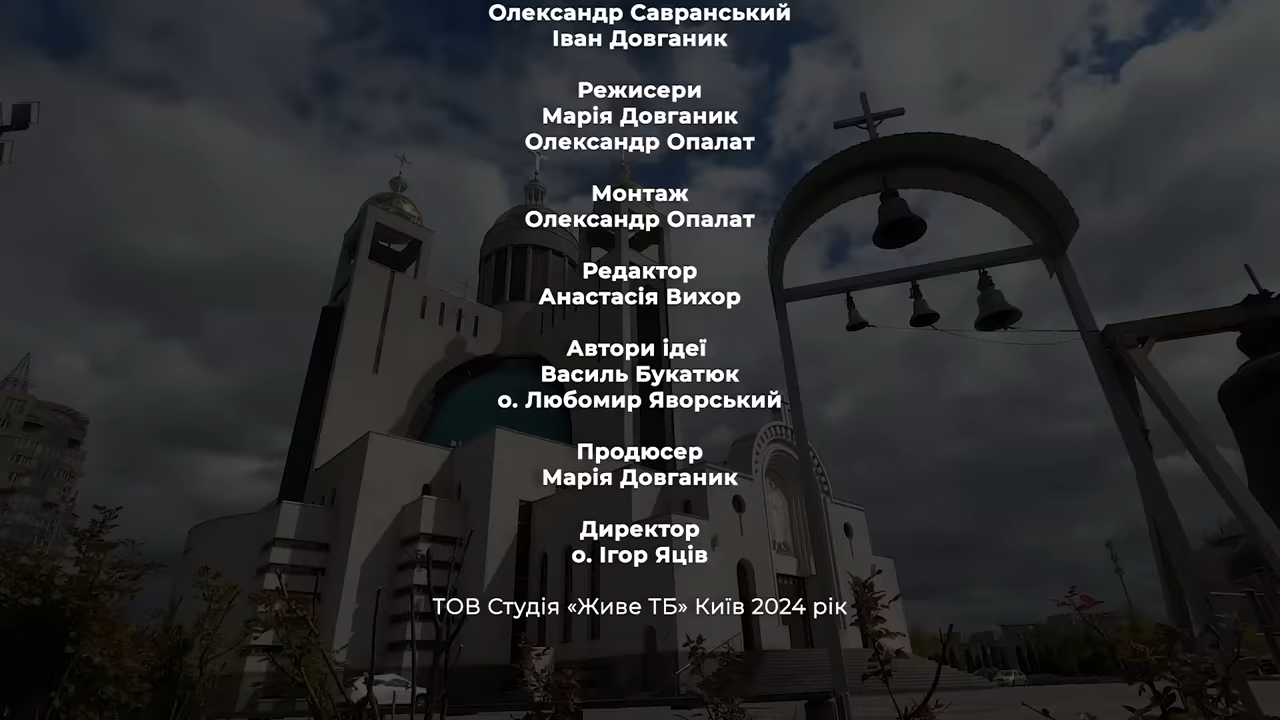 Олександр Савранський
Іван Довганик
Режисери
Марія Довганик
Олександр Опалат
Монтаж
Олександр Опалат
Редактор
Анастасія Вихор
Автори ідеї
Василь Букатюк
о. Любомир Яворський
Продюсер
Марія Довганик
Директор
о. Ігор Яців
ТОВ Студія «Живе ТБ» Київ 2024 рік